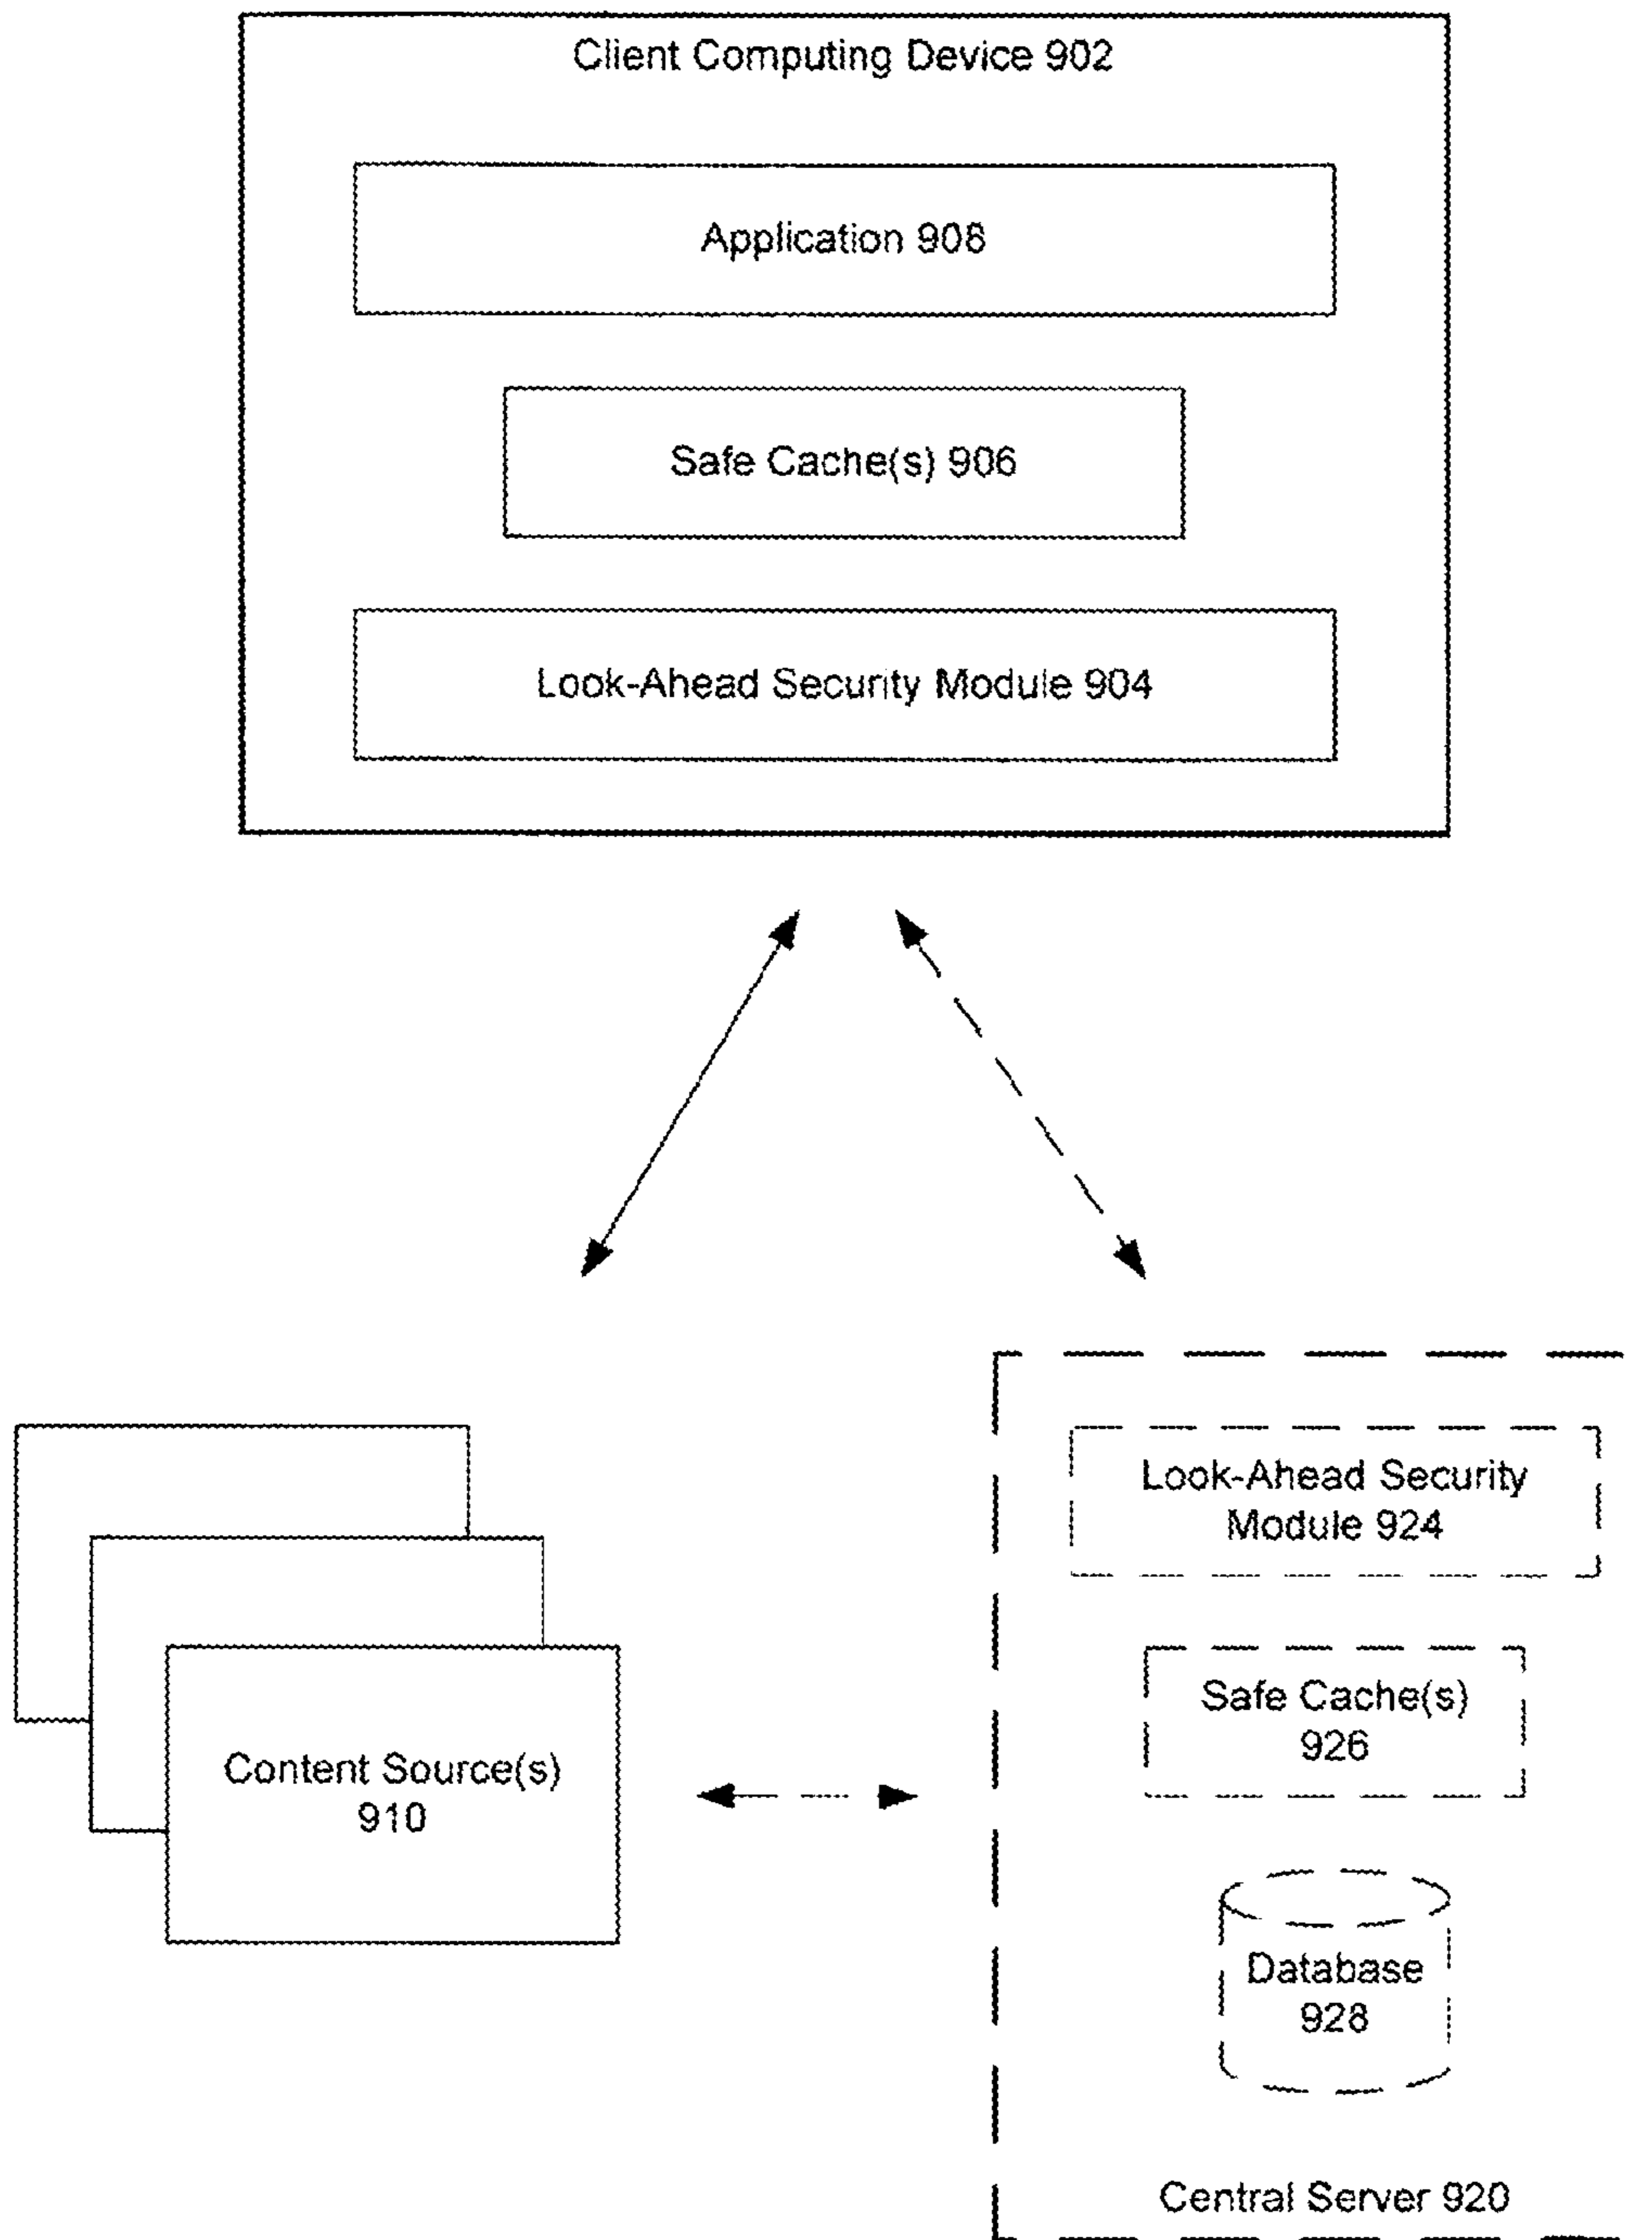 Client Computing Device 902
Application 908
Safe Cache(s) 906
Look-Ahead Security Module 904
Look-Ahead Security
Module 924
Safe Cache(s)
926
Content Source(s)
910
Database
928
Central Server 920